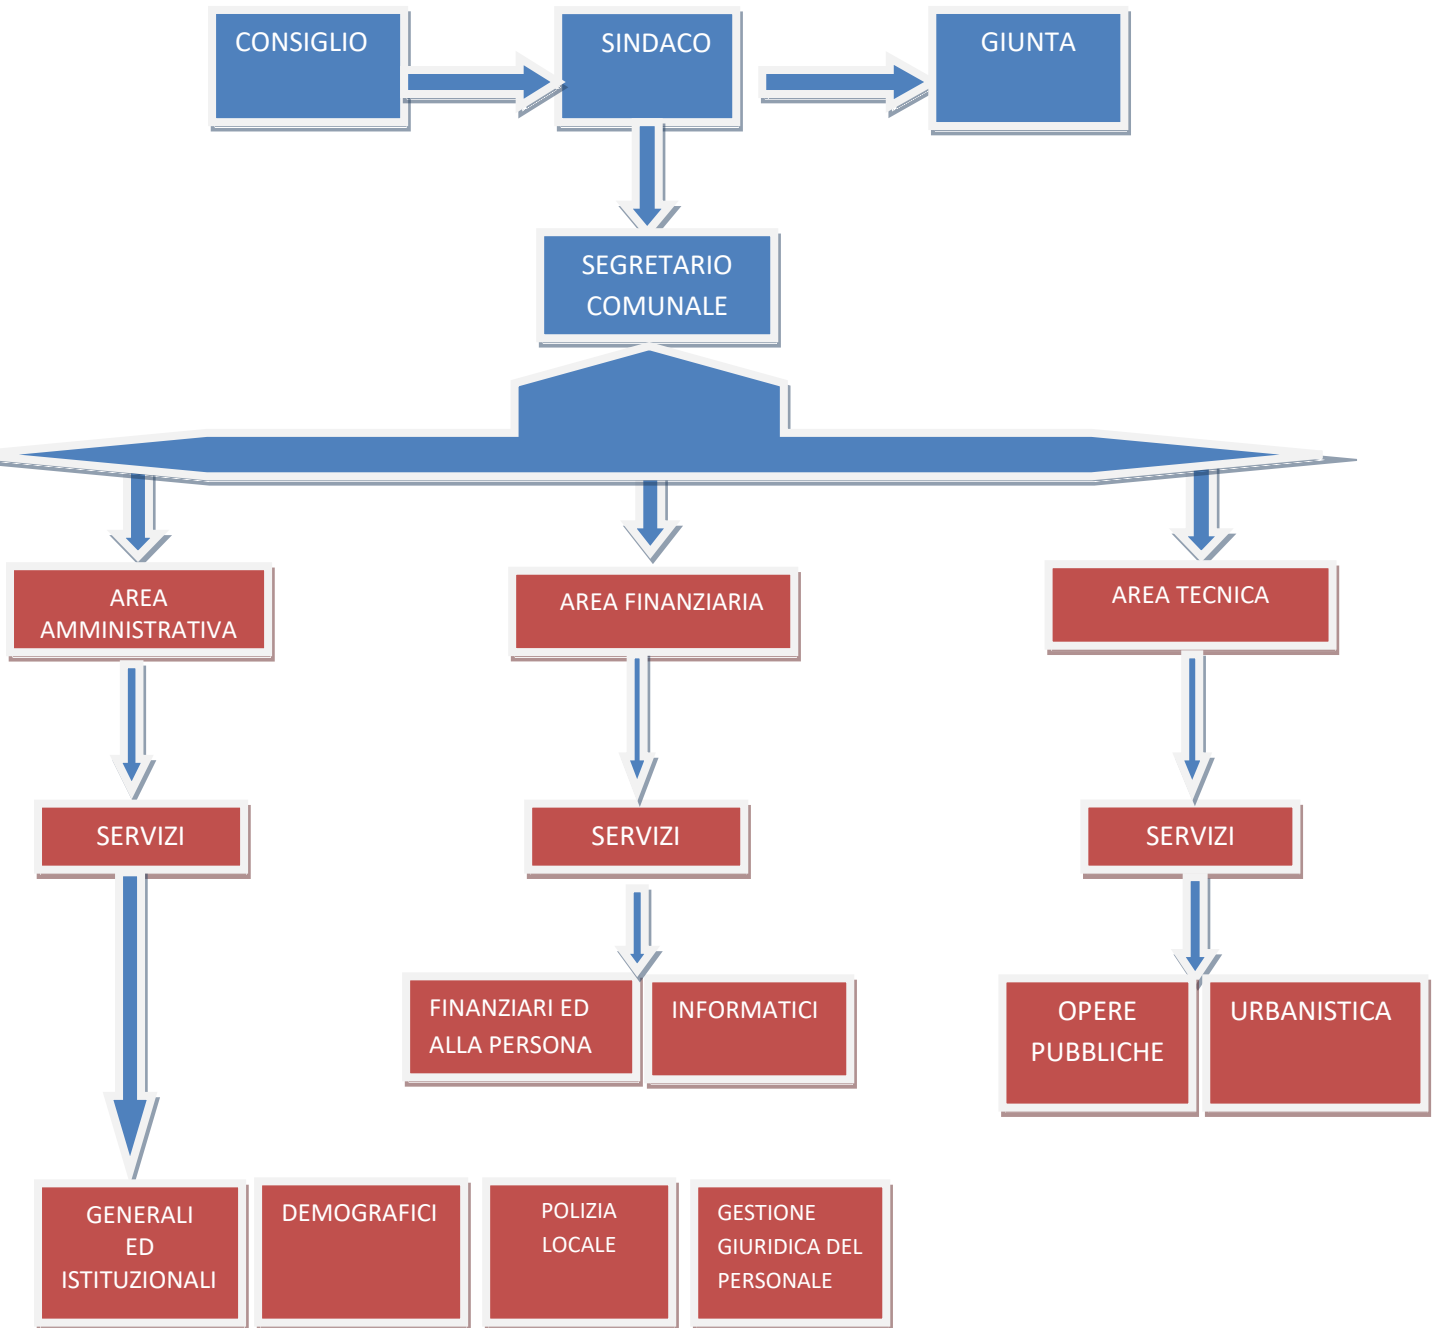 CONSIGLIO
SINDACO
GIUNTA
SEGRETARIO
COMUNALE
AREA
AMMINISTRATIVA
AREA FINANZIARIA
AREA TECNICA
SERVIZI
SERVIZI
SERVIZI
FINANZIARI ED
ALLA PERSONA
INFORMATICI
OPERE
PUBBLICHE
URBANISTICA
GENERALI
ED
ISTITUZIONALI
DEMOGRAFICI
POLIZIA
LOCALE
GESTIONE
GIURIDICA DEL
PERSONALE